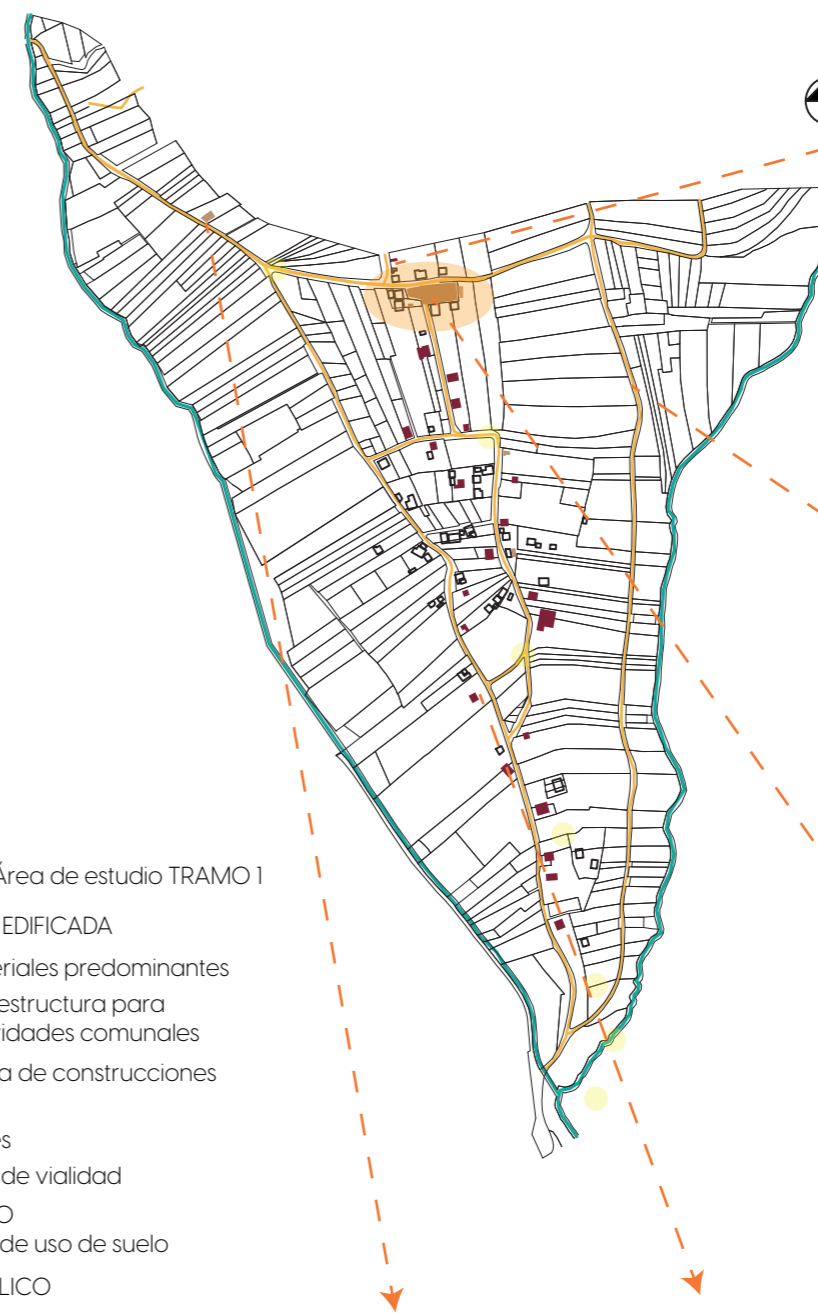 Área de estudio TRAMO 1
EDIFICADA
eriales predominantes
estructura para
vidades comunales
a de construcciones
es
de vialidad
O
de uso de suelo
LICO